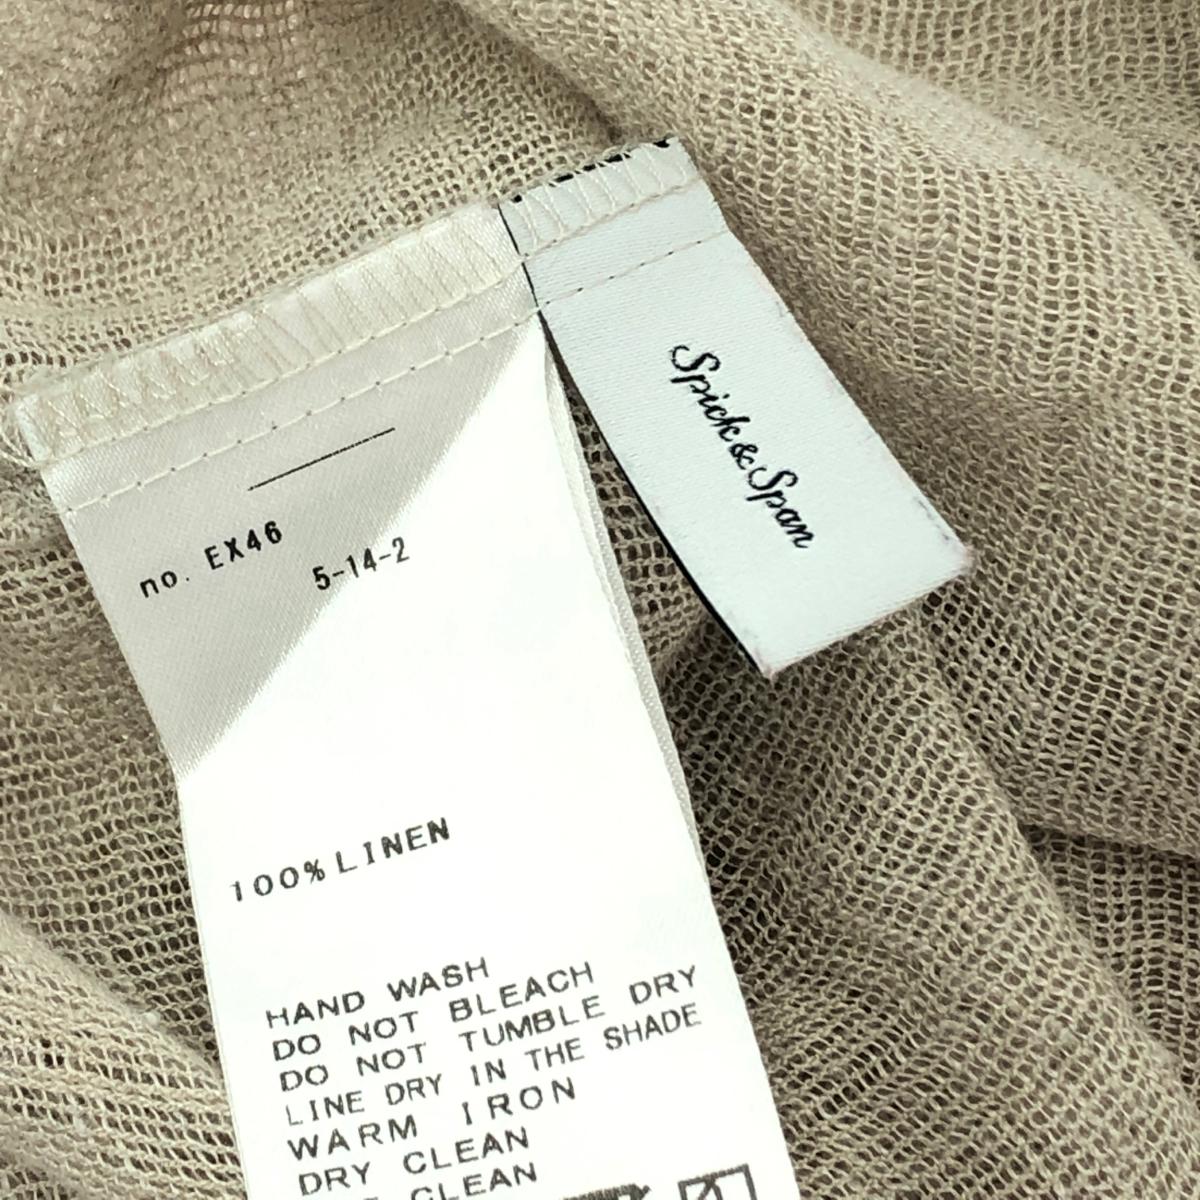 Spick&Span
no. EX46
5-14-2
100% LINEN
HAND WASH
DO NOT BLEACH
DO NOT TUMBLE DRY
LINE DRY IN THE SHADE
WARM IRON
DRY CLEAN
CLEAN